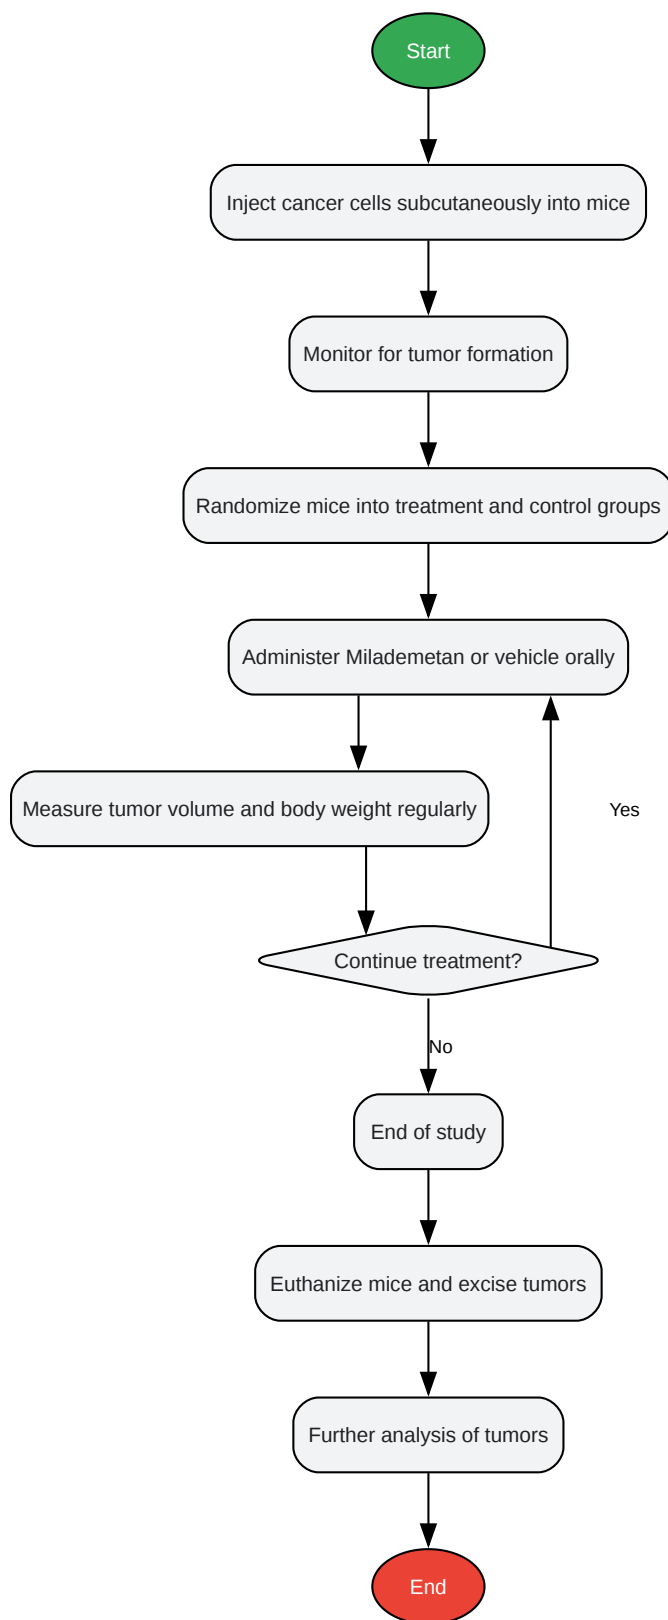 Start
Inject cancer cells subcutaneously into mice
Monitor for tumor formation
Randomize mice into treatment and control groups
Administer Milademetan or vehicle orally
Measure tumor volume and body weight regularly
Yes
Continue treatment?
No
End of study
Euthanize mice and excise tumors
Further analysis of tumors
End